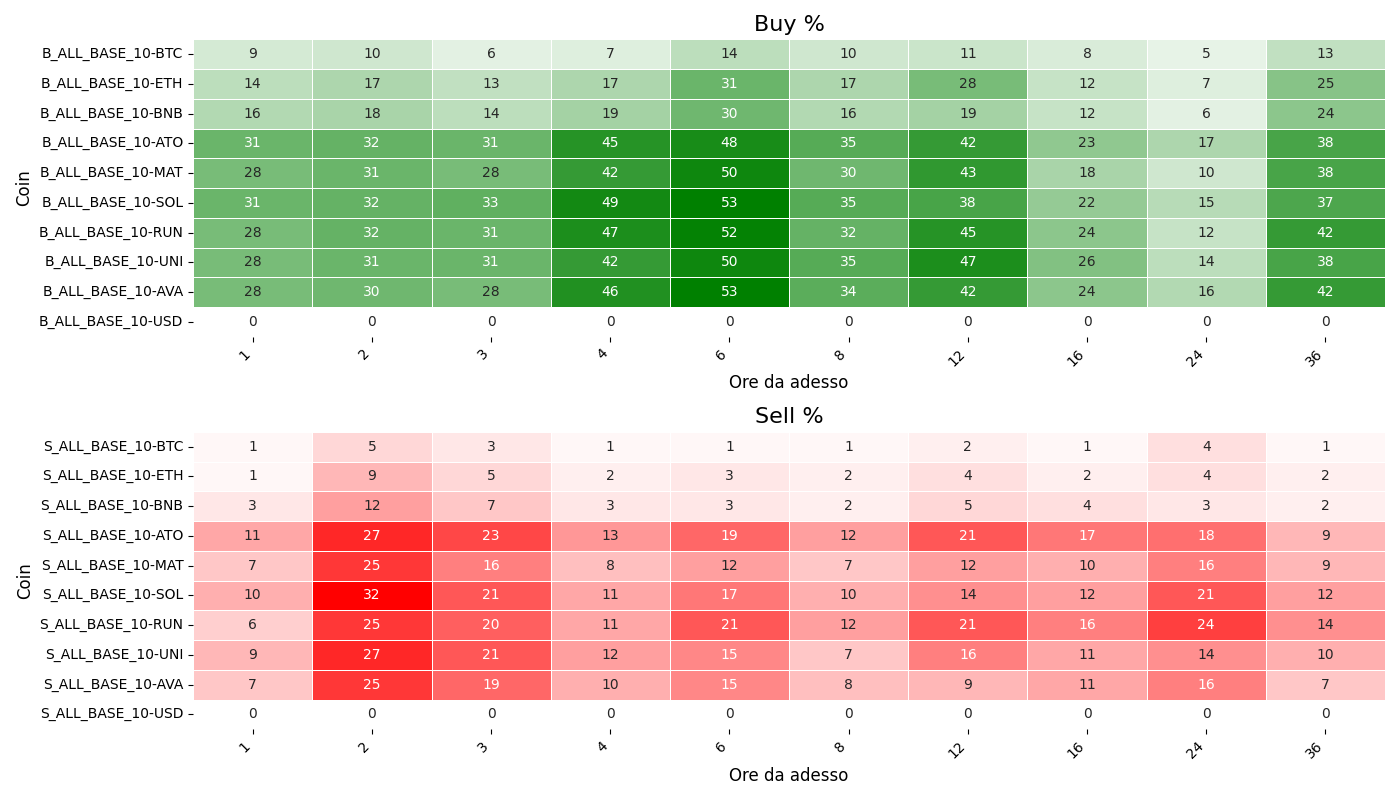 Buy %
Coin
B_ALL_BASE_10-BTC 9 10 6 7 14 10 11 8 5 13
B_ALL_BASE_10-ETH 14 17 13 17 31 17 28 12 7 25
B_ALL_BASE_10-BNB 16 18 14 19 30 16 19 12 6 24
B_ALL_BASE_10-ATO 31 32 31 45 48 35 42 23 17 38
B_ALL_BASE_10-MAT 28 31 28 42 50 30 43 18 10 38
B_ALL_BASE_10-SOL 31 32 33 49 53 35 38 22 15 37
B_ALL_BASE_10-RUN 28 32 31 47 52 32 45 24 12 42
B_ALL_BASE_10-UNI 28 31 31 42 50 35 47 26 14 38
B_ALL_BASE_10-AVA 28 30 28 46 53 34 42 24 16 42
B_ALL_BASE_10-USD 0 0 0 0 0 0 0 0 0 0
1 2 3 4 6 8 12 16 24 36
Ore da adesso
Sell %
Coin
S_ALL_BASE_10-BTC 1 5 3 1 1 1 2 1 4 1
S_ALL_BASE_10-ETH 1 9 5 2 3 2 4 2 4 2
S_ALL_BASE_10-BNB 3 12 7 3 3 2 5 4 3 2
S_ALL_BASE_10-ATO 11 27 23 13 19 12 21 17 18 9
S_ALL_BASE_10-MAT 7 25 16 8 12 7 12 10 16 9
S_ALL_BASE_10-SOL 10 32 21 11 17 10 14 12 21 12
S_ALL_BASE_10-RUN 6 25 20 11 21 12 21 16 24 14
S_ALL_BASE_10-UNI 9 27 21 12 15 7 16 11 14 10
S_ALL_BASE_10-AVA 7 25 19 10 15 8 9 11 16 7
S_ALL_BASE_10-USD 0 0 0 0 0 0 0 0 0 0
1 2 3 4 6 8 12 16 24 36
Ore da adesso